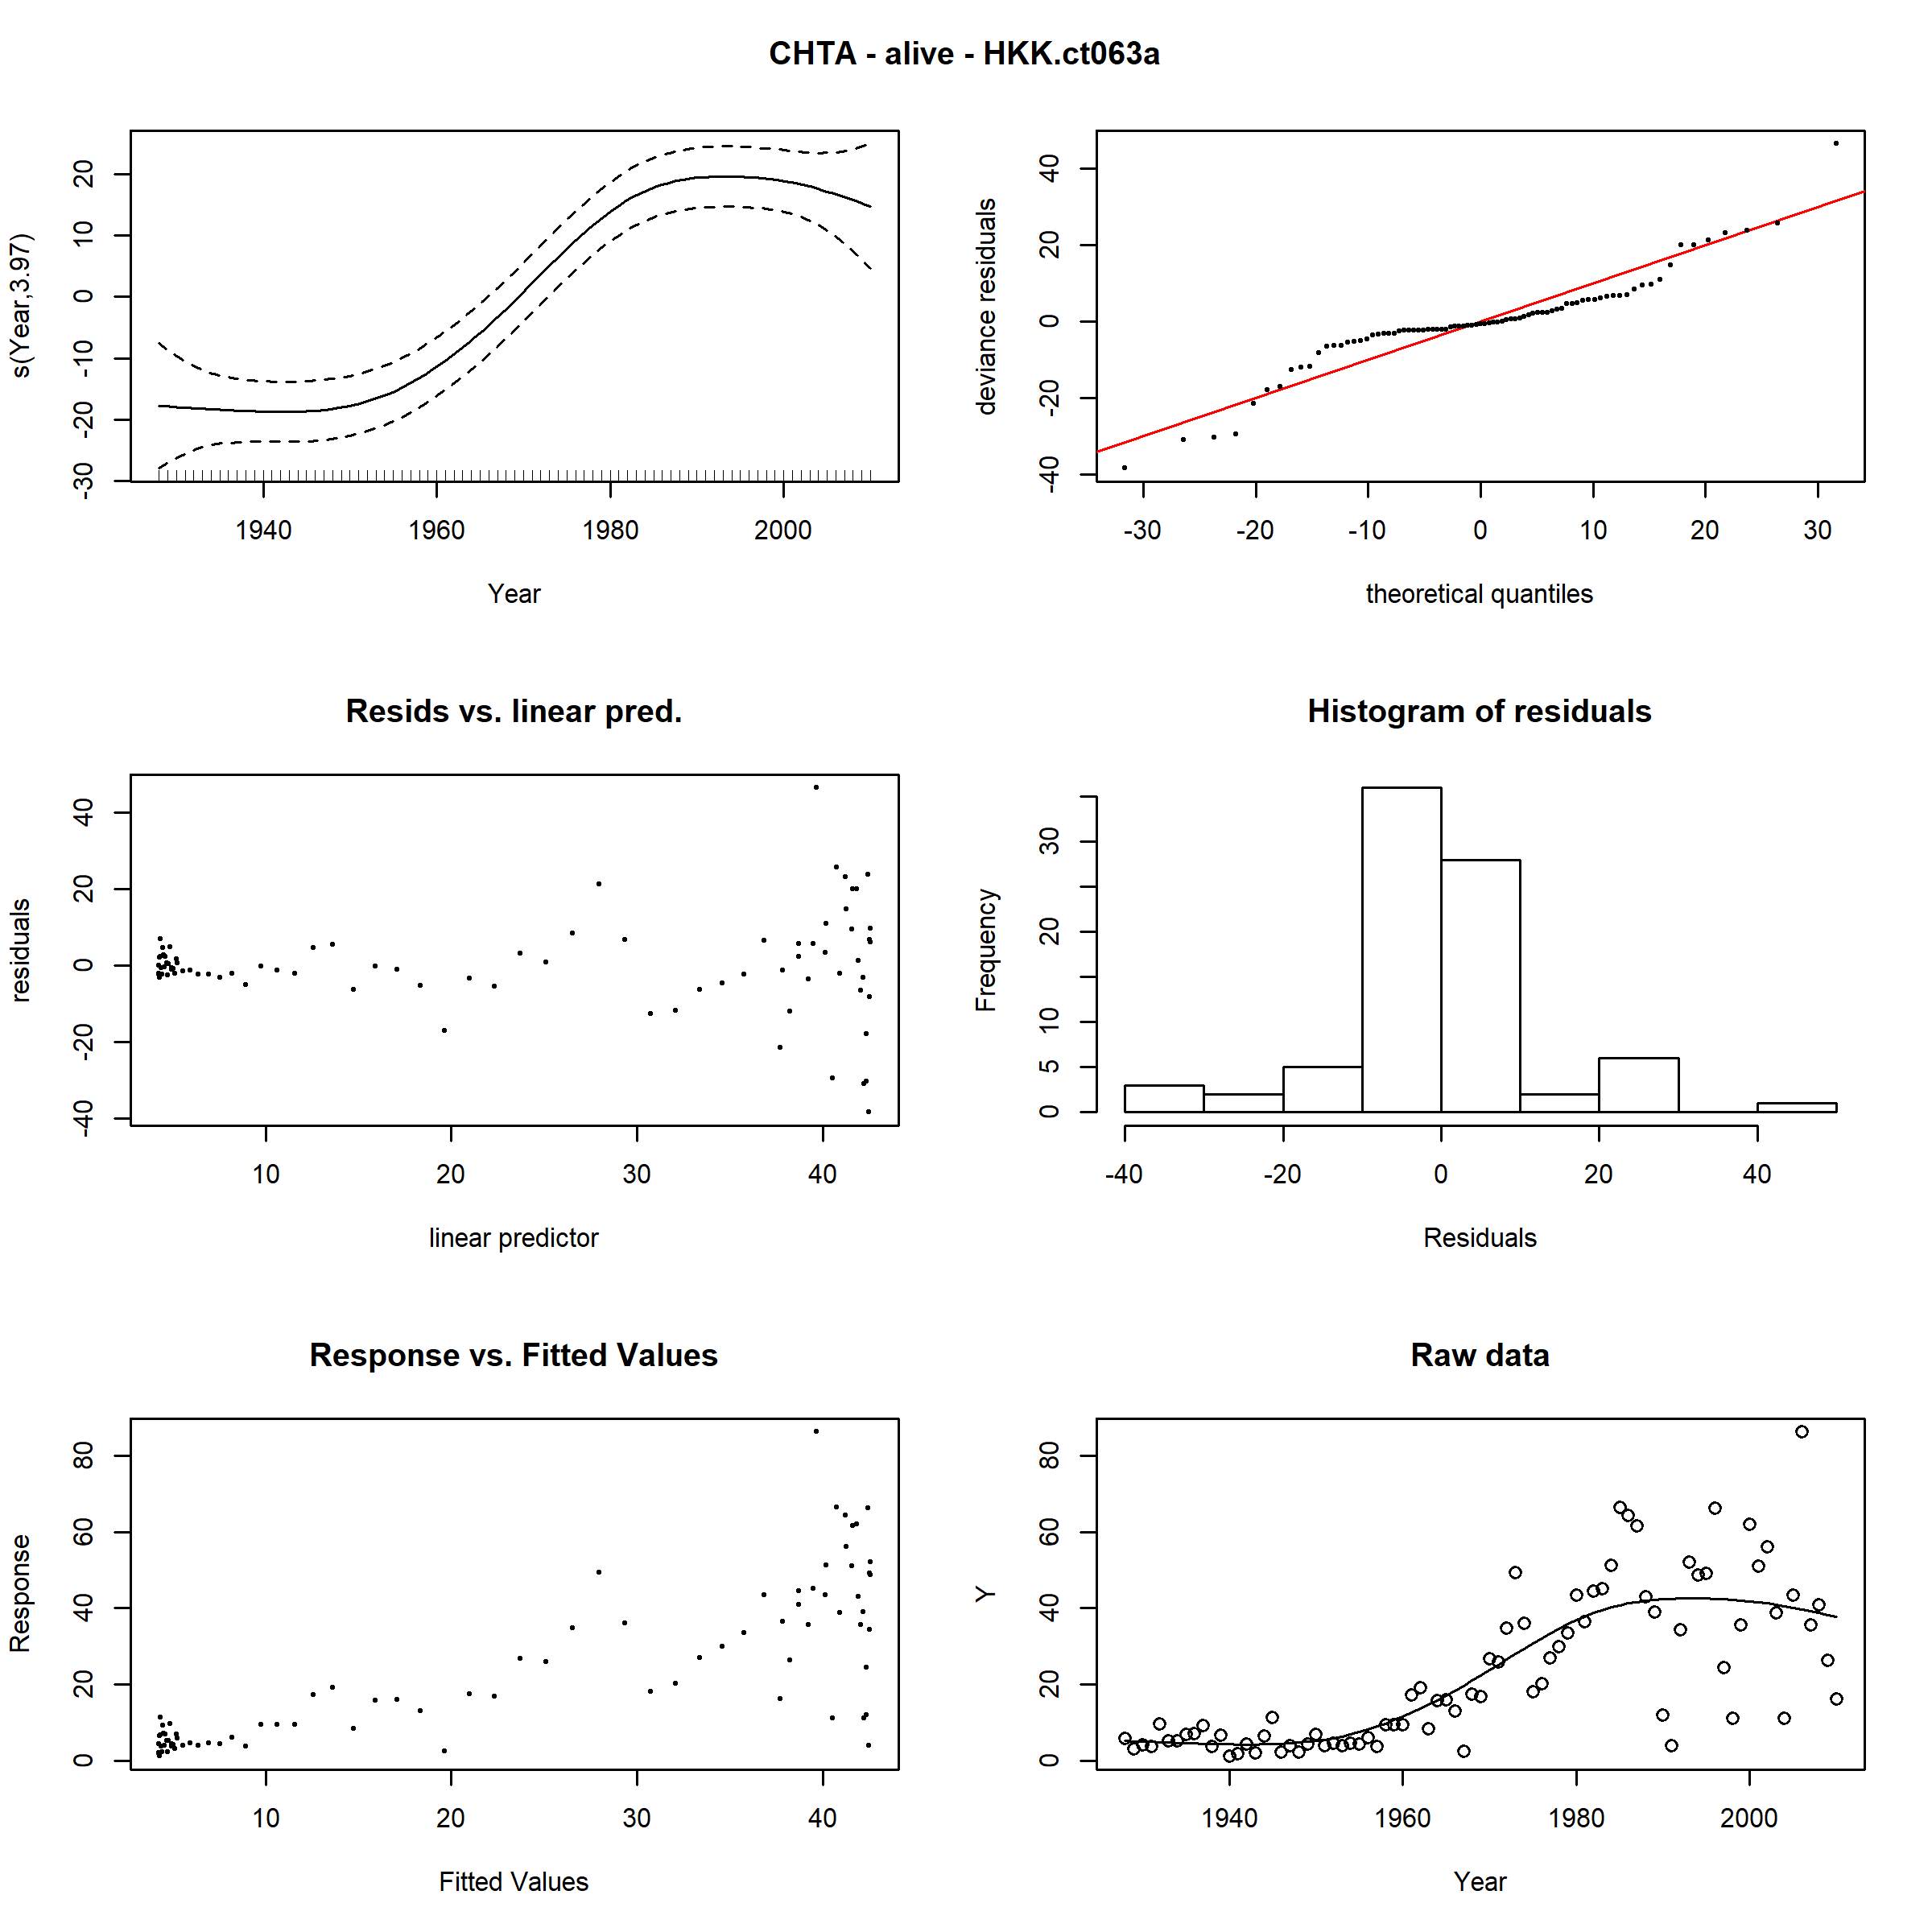 CHTA - alive - HKK.ct063a
s(Year,3.97)
-30 -20 -10 0 10 20
1940 1960 1980 2000
Year
deviance residuals
-40 -20 0 20 40
-30 -20 -10 0 10 20 30
theoretical quantiles
Resids vs. linear pred.
residuals
-40 -20 0 20 40
10 20 30 40
linear predictor
Histogram of residuals
Frequency
0 5 10 20 30
-40 -20 0 20 40
Residuals
Response vs. Fitted Values
Response
0 20 40 60 80
10 20 30 40
Fitted Values
Raw data
Y
0 20 40 60 80
1940 1960 1980 2000
Year